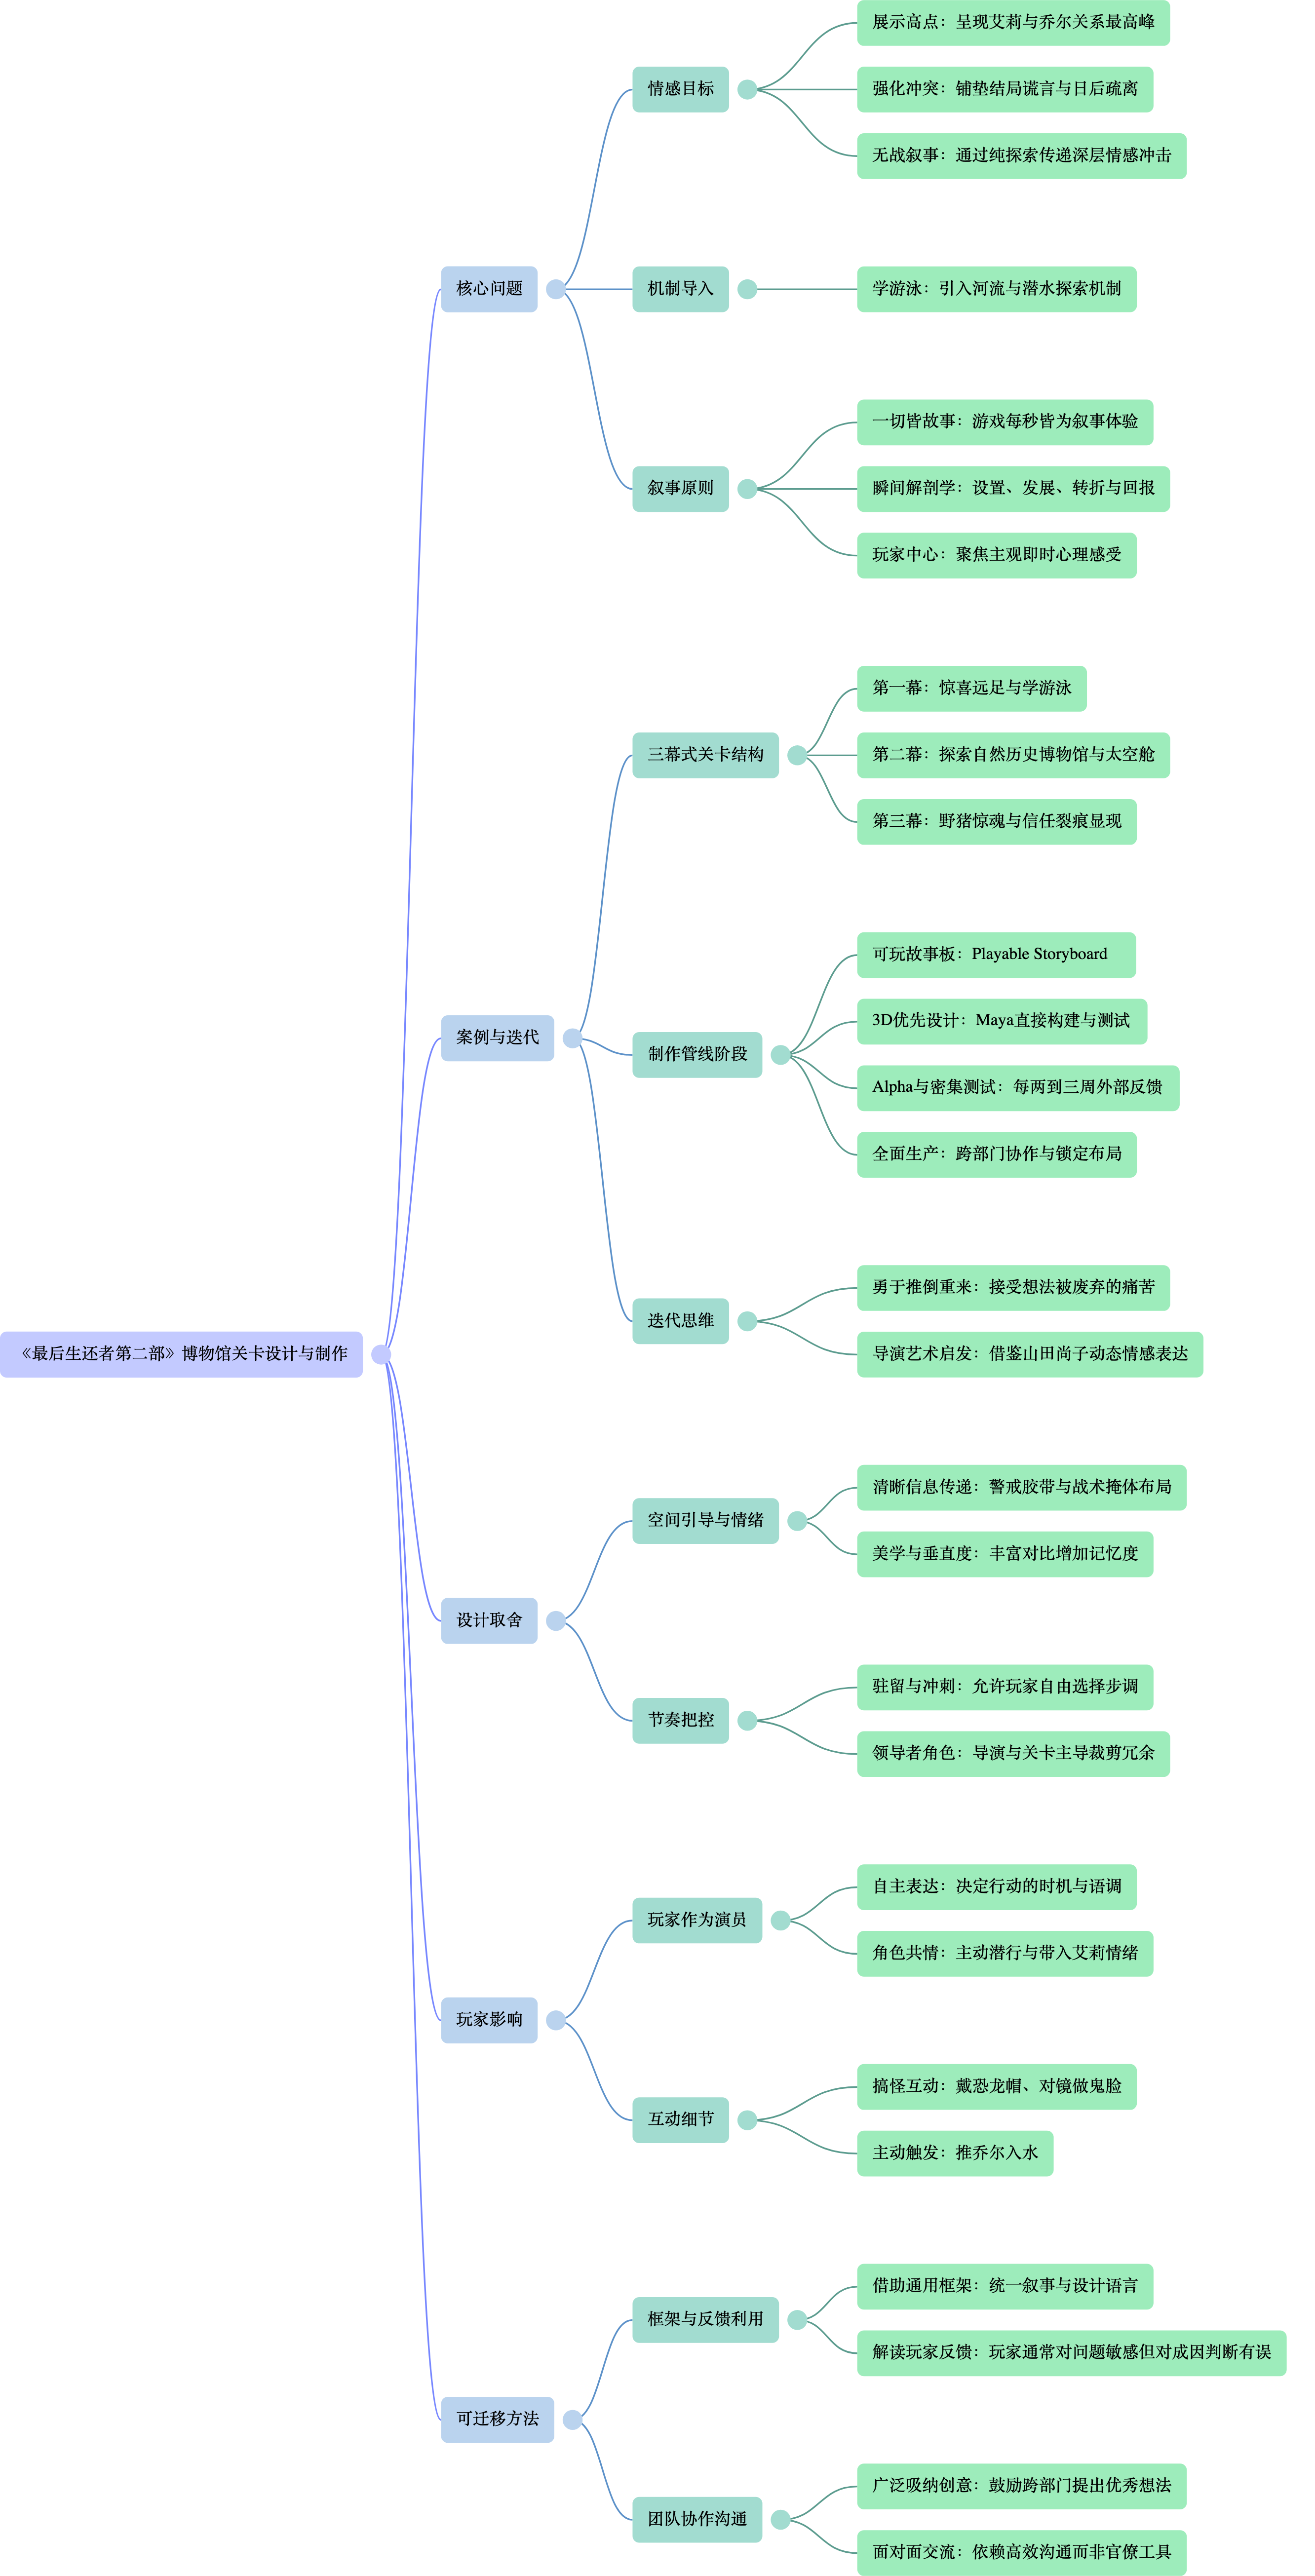 《最后生还者第二部》博物馆关卡设计与制作
核心问题
情感目标
展示高点：呈现艾莉与乔尔关系最高峰
强化冲突：铺垫结局谎言与日后疏离
无战叙事：通过纯探索传递深层情感冲击
机制导入
学游泳：引入河流与潜水探索机制
叙事原则
一切皆故事：游戏每秒皆为叙事体验
瞬间解剖学：设置、发展、转折与回报
玩家中心：聚焦主观即时心理感受
案例与迭代
三幕式关卡结构
第一幕：惊喜远足与学游泳
第二幕：探索自然历史博物馆与太空舱
第三幕：野猪惊魂与信任裂痕显现
制作管线阶段
可玩故事板：Playable Storyboard
3D优先设计：Maya直接构建与测试
Alpha与密集测试：每两到三周外部反馈
全面生产：跨部门协作与锁定布局
迭代思维
勇于推倒重来：接受想法被废弃的痛苦
导演艺术启发：借鉴山田尚子动态情感表达
设计取舍
空间引导与情绪
清晰信息传递：警戒胶带与战术掩体布局
美学与垂直度：丰富对比增加记忆度
节奏把控
驻留与冲刺：允许玩家自由选择步调
领导者角色：导演与关卡主导裁剪冗余
玩家影响
玩家作为演员
自主表达：决定行动的时机与语调
角色共情：主动潜行与带入艾莉情绪
互动细节
搞怪互动：戴恐龙帽、对镜做鬼脸
主动触发：推乔尔入水
可迁移方法
框架与反馈利用
借助通用框架：统一叙事与设计语言
解读玩家反馈：玩家通常对问题敏感但对成因判断有误
团队协作沟通
广泛吸纳创意：鼓励跨部门提出优秀想法
面对面交流：依赖高效沟通而非官僚工具